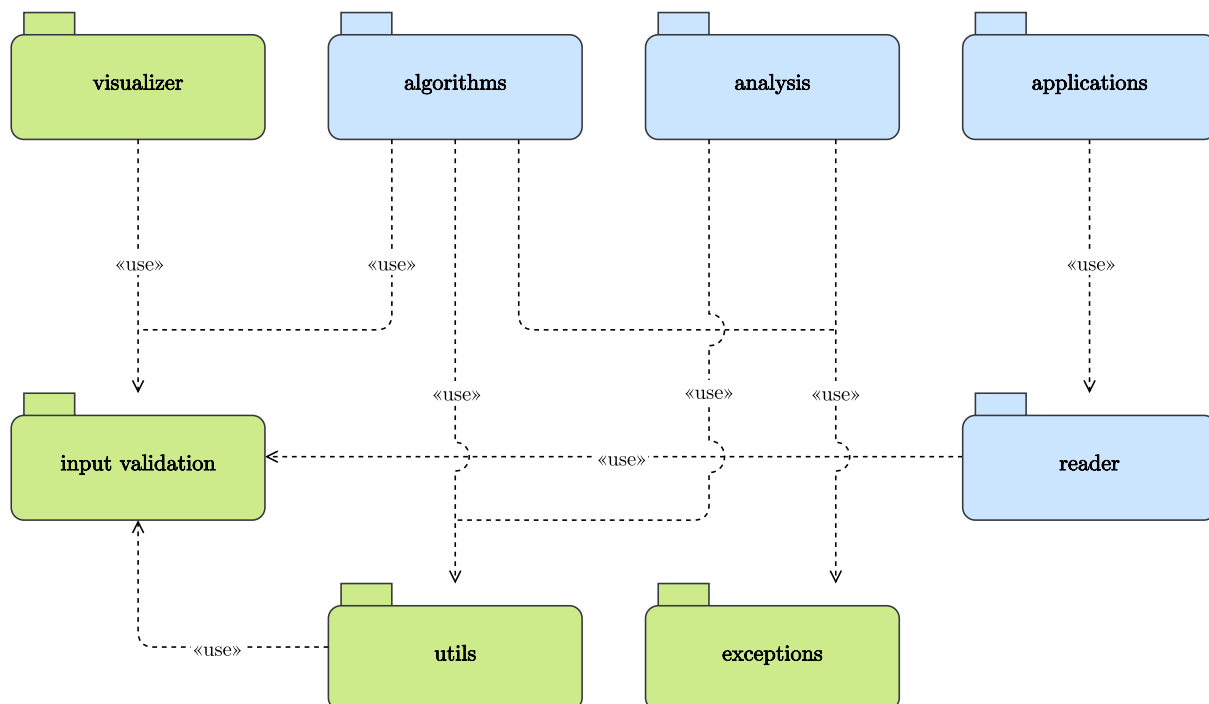 visualizer
algorithms
analysis
applications
«use»
«use»
«use»
«use»
«use»
«use»
input validation
«use»
reader
«use»
utils
exceptions